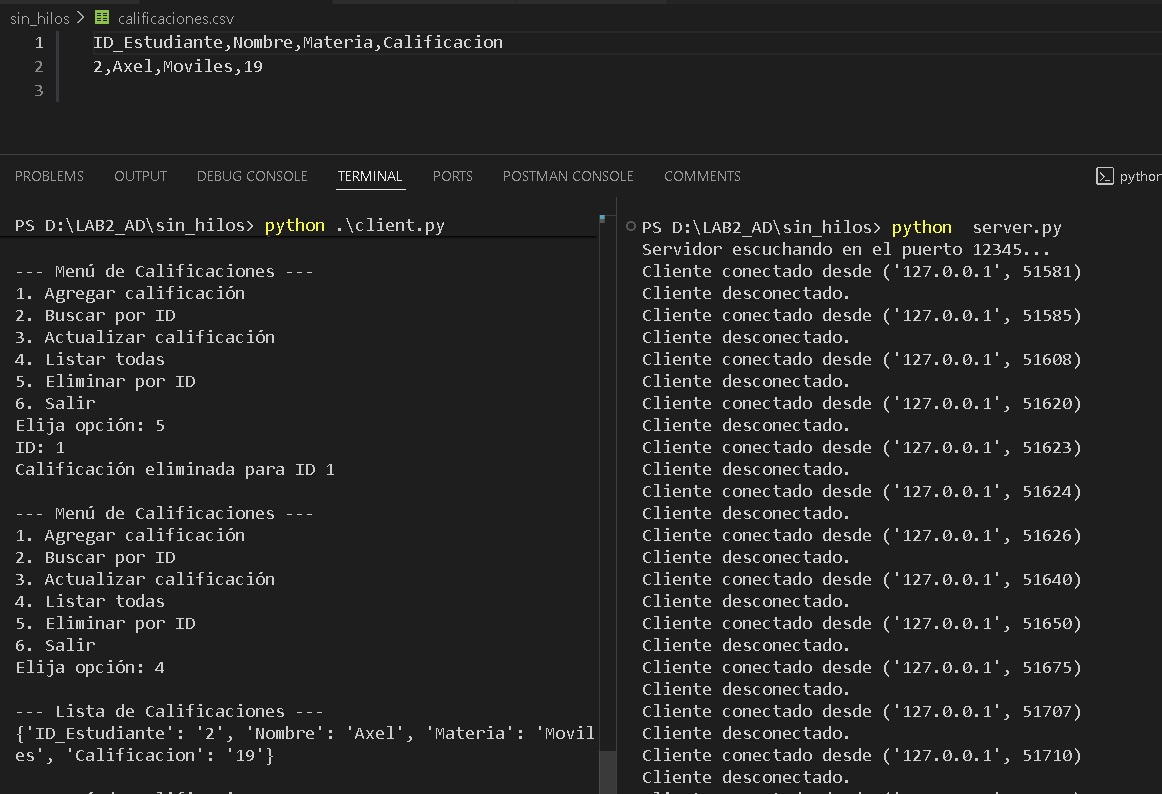 sin_hilos > calificaciones.csv
1 ID_Estudiante,Nombre,Materia,Calificacion
2 2,Axel,Moviles,19
3
PROBLEMS OUTPUT DEBUG CONSOLE TERMINAL PORTS POSTMAN CONSOLE COMMENTS
PS D:\LAB2_AD\sin_hilos> python .\client.py
--- Menú de Calificaciones ---
1. Agregar calificación
2. Buscar por ID
3. Actualizar calificación
4. Listar todas
5. Eliminar por ID
6. Salir
Elija opción: 5
ID: 1
Calificación eliminada para ID 1
--- Menú de Calificaciones ---
1. Agregar calificación
2. Buscar por ID
3. Actualizar calificación
4. Listar todas
5. Eliminar por ID
6. Salir
Elija opción: 4
--- Lista de Calificaciones ---
{'ID_Estudiante': '2', 'Nombre': 'Axel', 'Materia': 'Movil
es', 'Calificacion': '19'}
PS D:\LAB2_AD\sin_hilos> python server.py
Servidor escuchando en el puerto 12345...
Cliente conectado desde ('127.0.0.1', 51581)
Cliente desconectado.
Cliente conectado desde ('127.0.0.1', 51585)
Cliente desconectado.
Cliente conectado desde ('127.0.0.1', 51608)
Cliente desconectado.
Cliente conectado desde ('127.0.0.1', 51620)
Cliente desconectado.
Cliente conectado desde ('127.0.0.1', 51623)
Cliente desconectado.
Cliente conectado desde ('127.0.0.1', 51624)
Cliente desconectado.
Cliente conectado desde ('127.0.0.1', 51626)
Cliente desconectado.
Cliente conectado desde ('127.0.0.1', 51640)
Cliente desconectado.
Cliente conectado desde ('127.0.0.1', 51650)
Cliente desconectado.
Cliente conectado desde ('127.0.0.1', 51675)
Cliente desconectado.
Cliente conectado desde ('127.0.0.1', 51707)
Cliente desconectado.
Cliente conectado desde ('127.0.0.1', 51710)
Cliente desconectado.